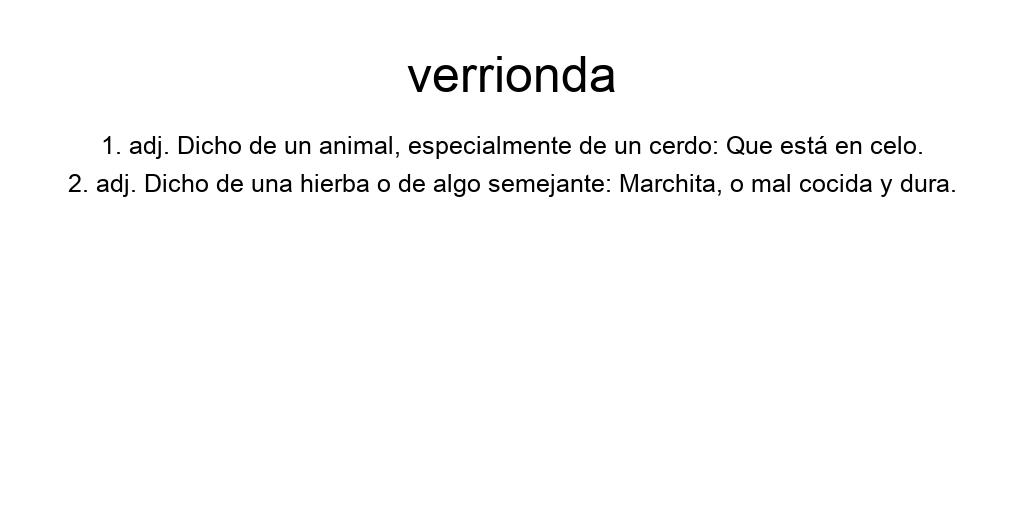 verrionda
1. adj. Dicho de un animal, especialmente de un cerdo: Que está en celo.
2. adj. Dicho de una hierba o de algo semejante: Marchita, o mal cocida y dura.